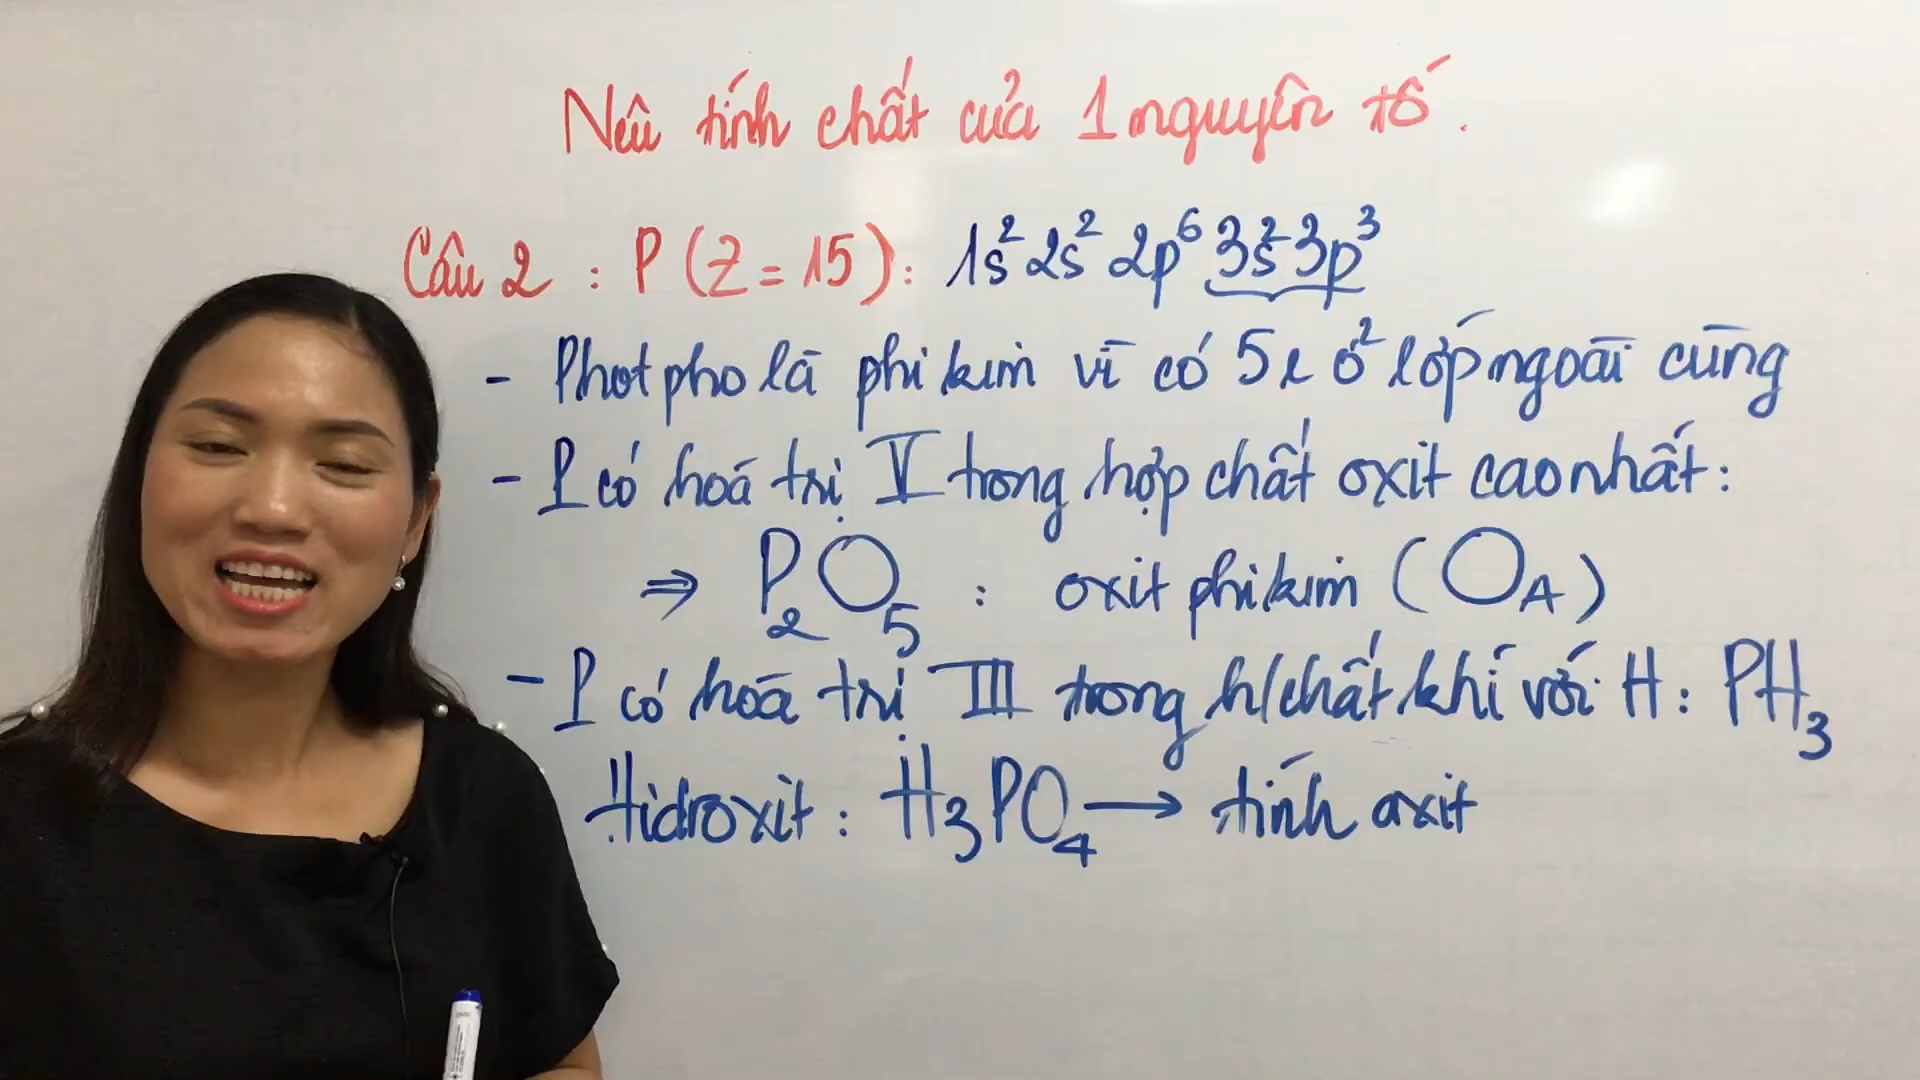 Nêu tính chất của 1 nguyên tố.
Câu 2 : P (Z = 15) : 1s² 2s² 2p⁶ 3s² 3p³
- Photpho là phi kim vì có 5e ở lớp ngoài cùng
- P có hoá trị V trong hợp chất oxit cao nhất :
⇒ P₂O₅ : oxit phi kim ( OA )
- P có hoá trị III trong h/chất khí với H : PH₃
Hidroxit : H₃PO₄ → tính axit